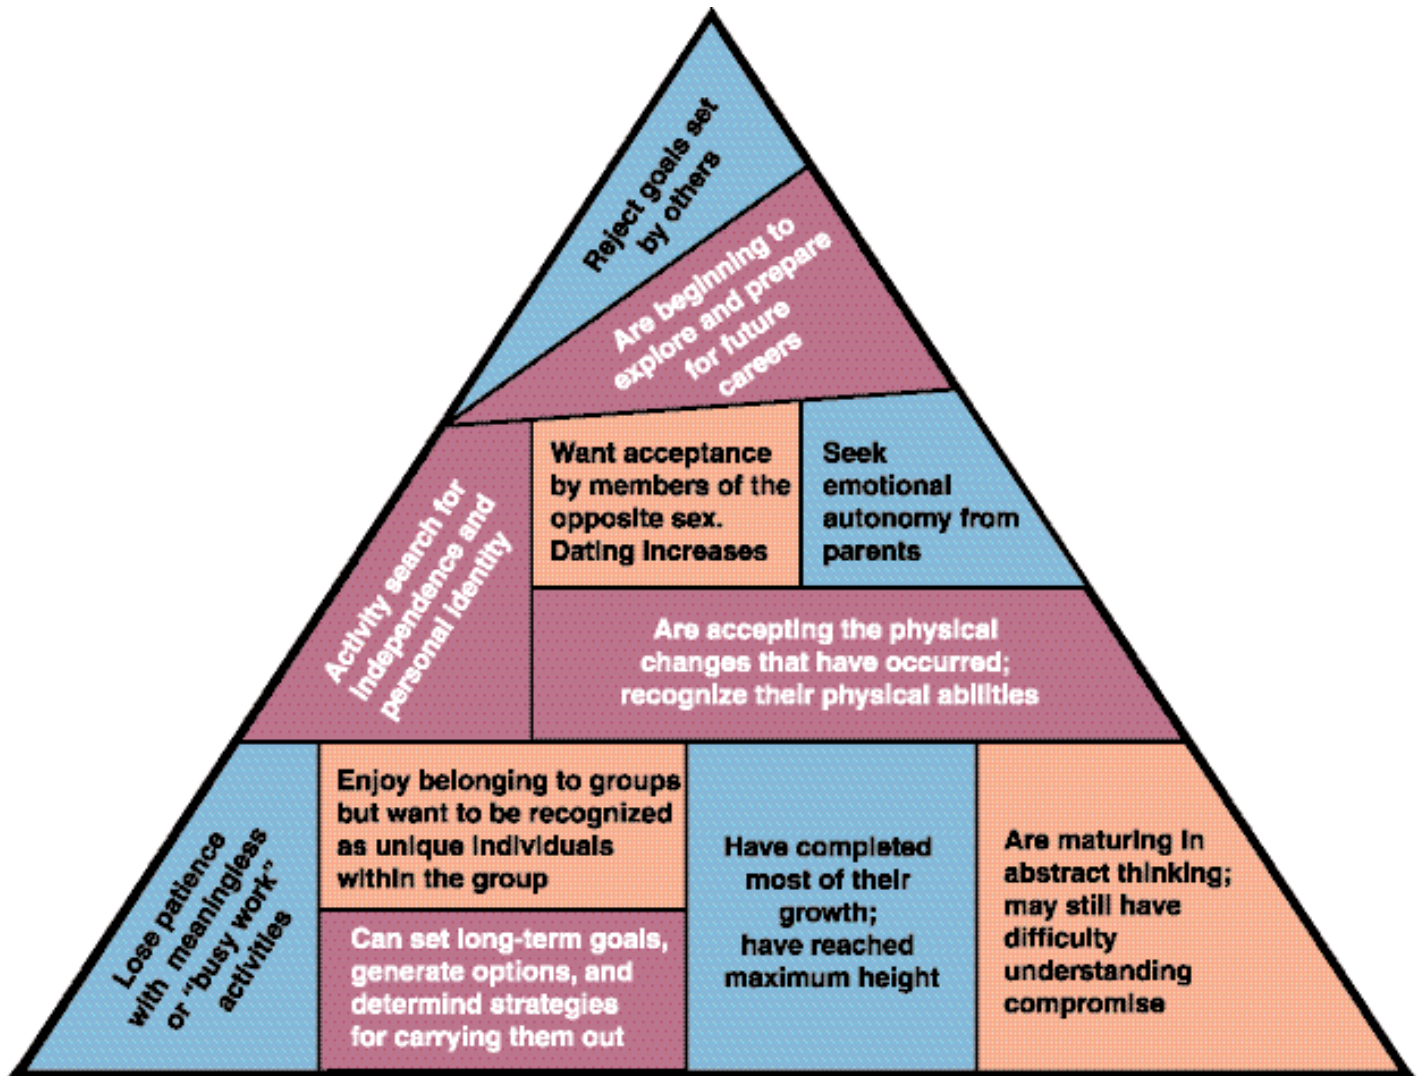 Reject goals set
by others
Are beginning to
explore and prepare
for future
careers
Activity search for
independence and
personal identity
Want acceptance
by members of the
opposite sex.
Dating increases
Seek
emotional
autonomy from
parents
Are accepting the physical
changes that have occurred;
recognize their physical abilities
Lose patience
with meaningless
or "busy work"
activities
Enjoy belonging to groups
but want to be recognized
as unique individuals
within the group
Can set long-term goals,
generate options, and
determind strategies
for carrying them out
Have completed
most of their
growth;
have reached
maximum height
Are maturing in
abstract thinking;
may still have
difficulty
understanding
compromise